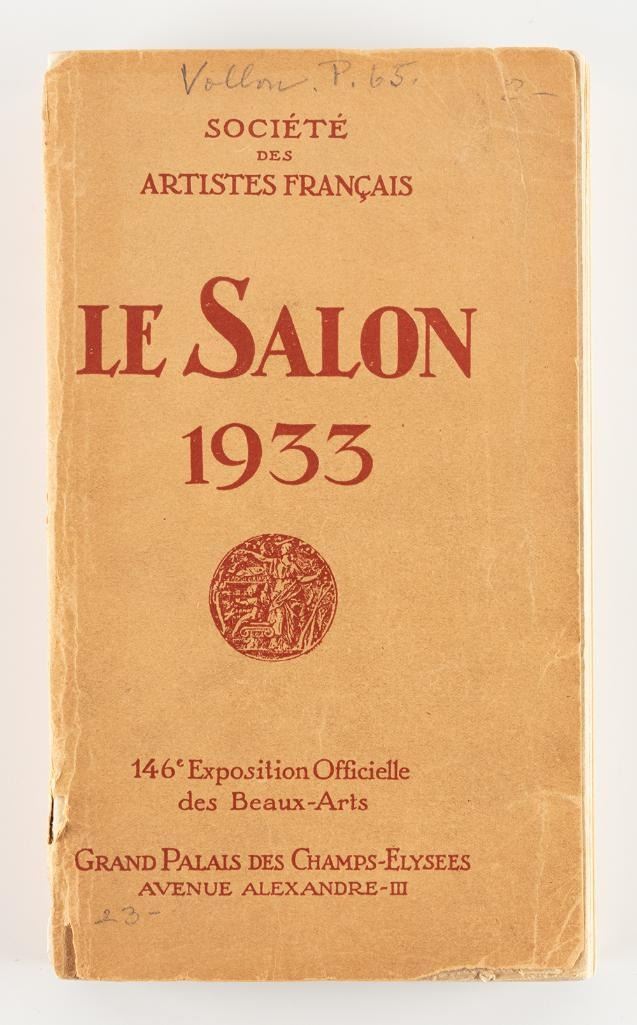 Vollon. P. 65.
SOCIÉTÉ
DES
ARTISTES FRANÇAIS
LE SALON
1933
146e Exposition Officielle
des Beaux-Arts
GRAND PALAIS DES CHAMPS-ELYSEES
AVENUE ALEXANDRE-III
23-